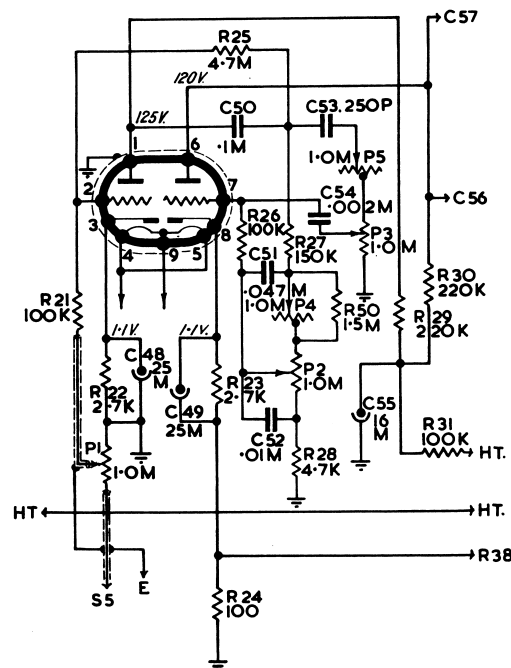 C57
R25
4.7M
120V.
125V.
C50
.1M
C53.250P
1
6
1.0M
P5
2
7
C54
.002M
R26
100K
3
8
4
9
5
R27
150K
P3
1.0M
C56
C51
.047M
1.0M
P4
R30
220K
R21
100K
R50
1.5M
R29
220K
1.1V.
1.1V.
C48
25
M
R22
2.7K
C49
25M
R23
2.7K
P2
1.0M
C55
16
M
R31
100K
HT.
P1
1.0M
C52
.01M
R28
4.7K
HT
HT.
R38
S5
E
R24
100